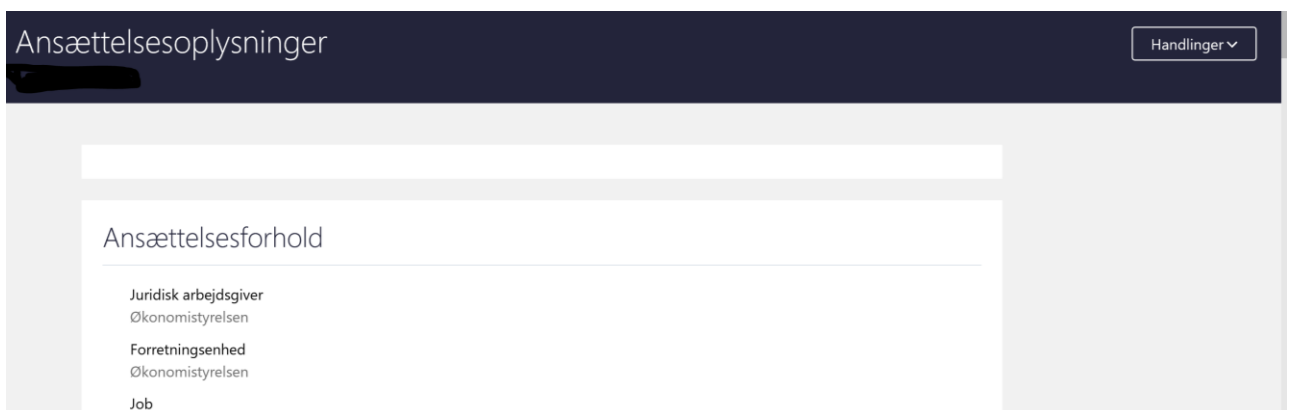 Ansættelsesoplysninger
Handlinger
Ansættelsesforhold
Juridisk arbejdsgiver
Økonomistyrelsen
Forretningsenhed
Økonomistyrelsen
Job